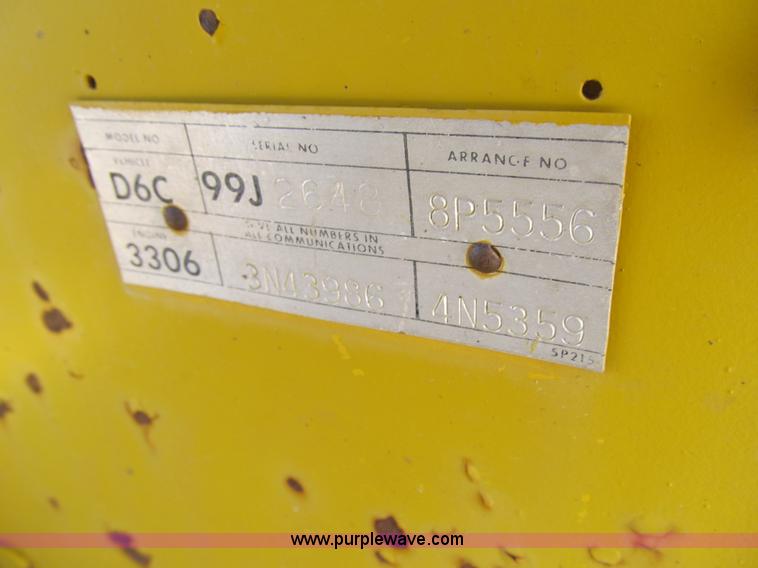 MODEL NO SERIAL NO ARRANGE NO
VEHICLE
D6C 99J 2648 8P5556
GIVE ALL NUMBERS IN
ALL COMMUNICATIONS
ENGINE
3306 3N43986 4N5359
5P215
www.purplewave.com